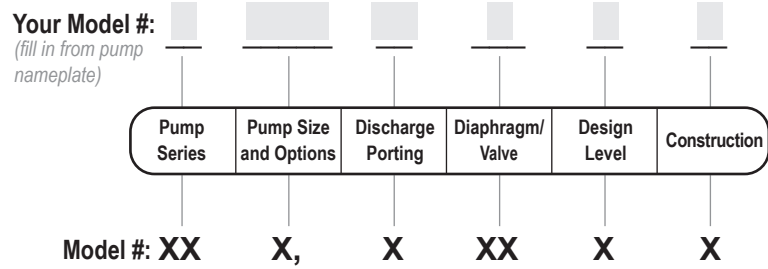 Your Model #:
(fill in from pump
nameplate)
Pump Series
Pump Size and Options
Discharge Porting
Diaphragm/ Valve
Design Level
Construction
Model #: XX X, X XX X X